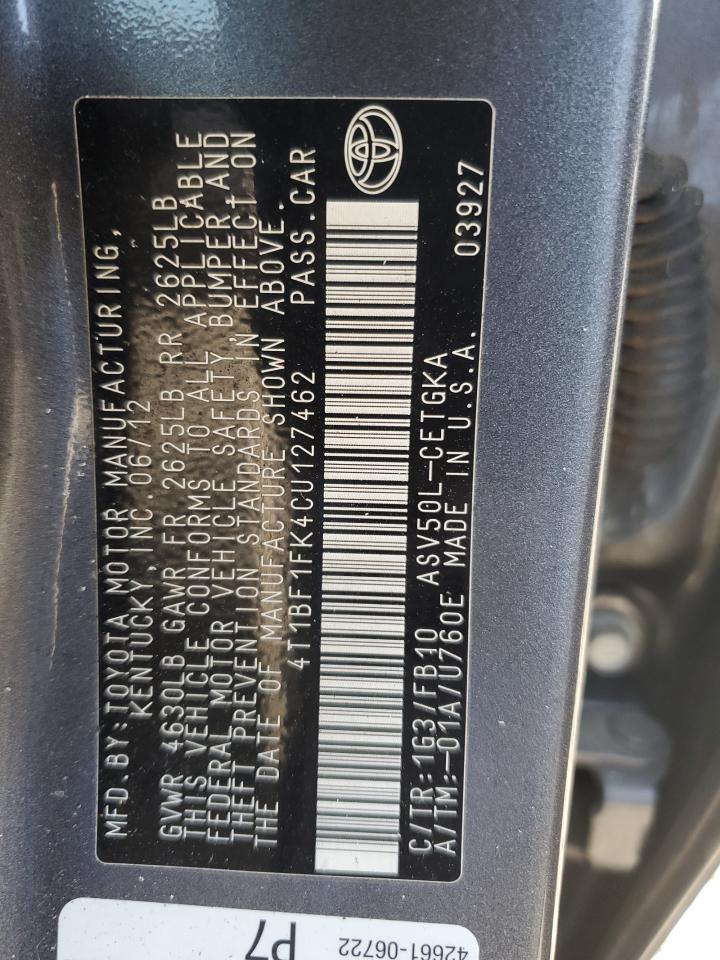 MFD.BY:TOYOTA MOTOR MANUFACTURING,
KENTUCKY,INC.06/12
GVWR 4630LB GAWR FR 2625LB RR 2625LB
THIS VEHICLE CONFORMS TO ALL APPLICABLE
FEDERAL MOTOR VEHICLE SAFETY, BUMPER, AND
THEFT PREVENTION STANDARDS IN EFFECT ON
THE DATE OF MANUFACTURE SHOWN ABOVE.
4T1BF1FK4CU127462 PASS.CAR
C/TR:1G3/FB10 ASV50L-CETGKA
A/TM:-01A/U760E MADE IN U.S.A. 03927
P7
42661-06722